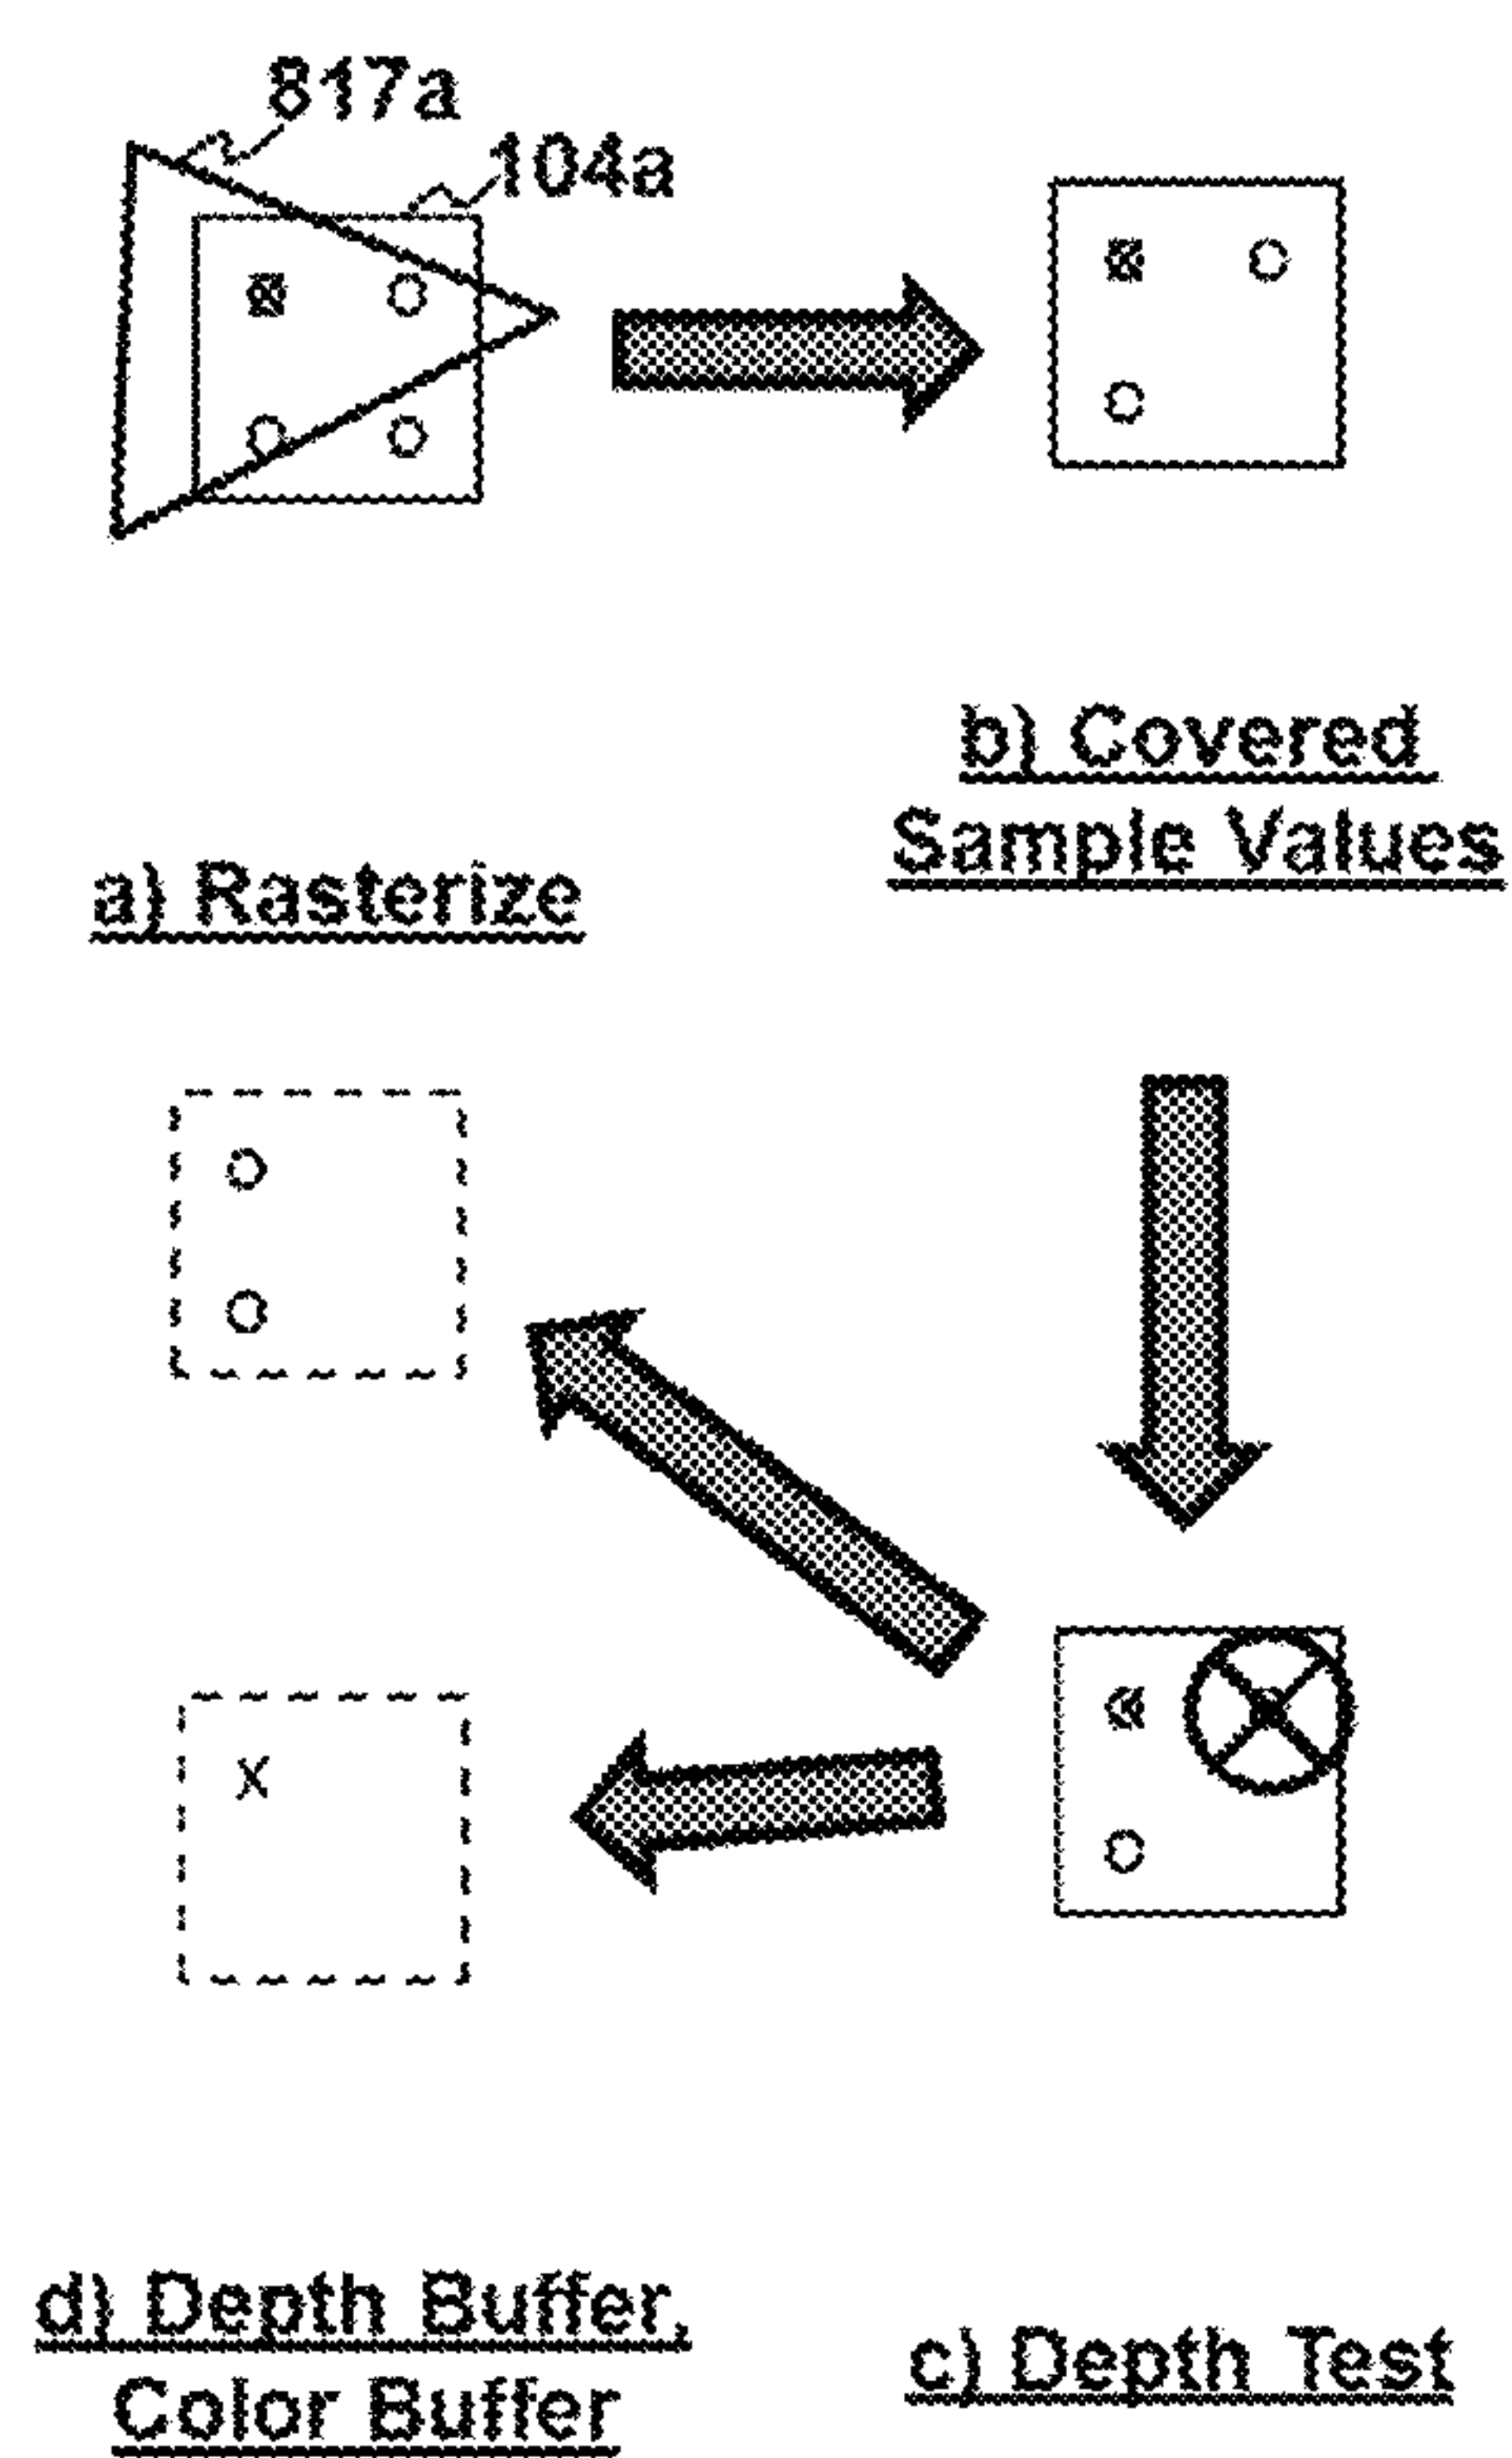 817a
104a
b) Covered
Sample Values
a) Rasterize
d) Depth Buffer,
Color Buffer
c) Depth Test